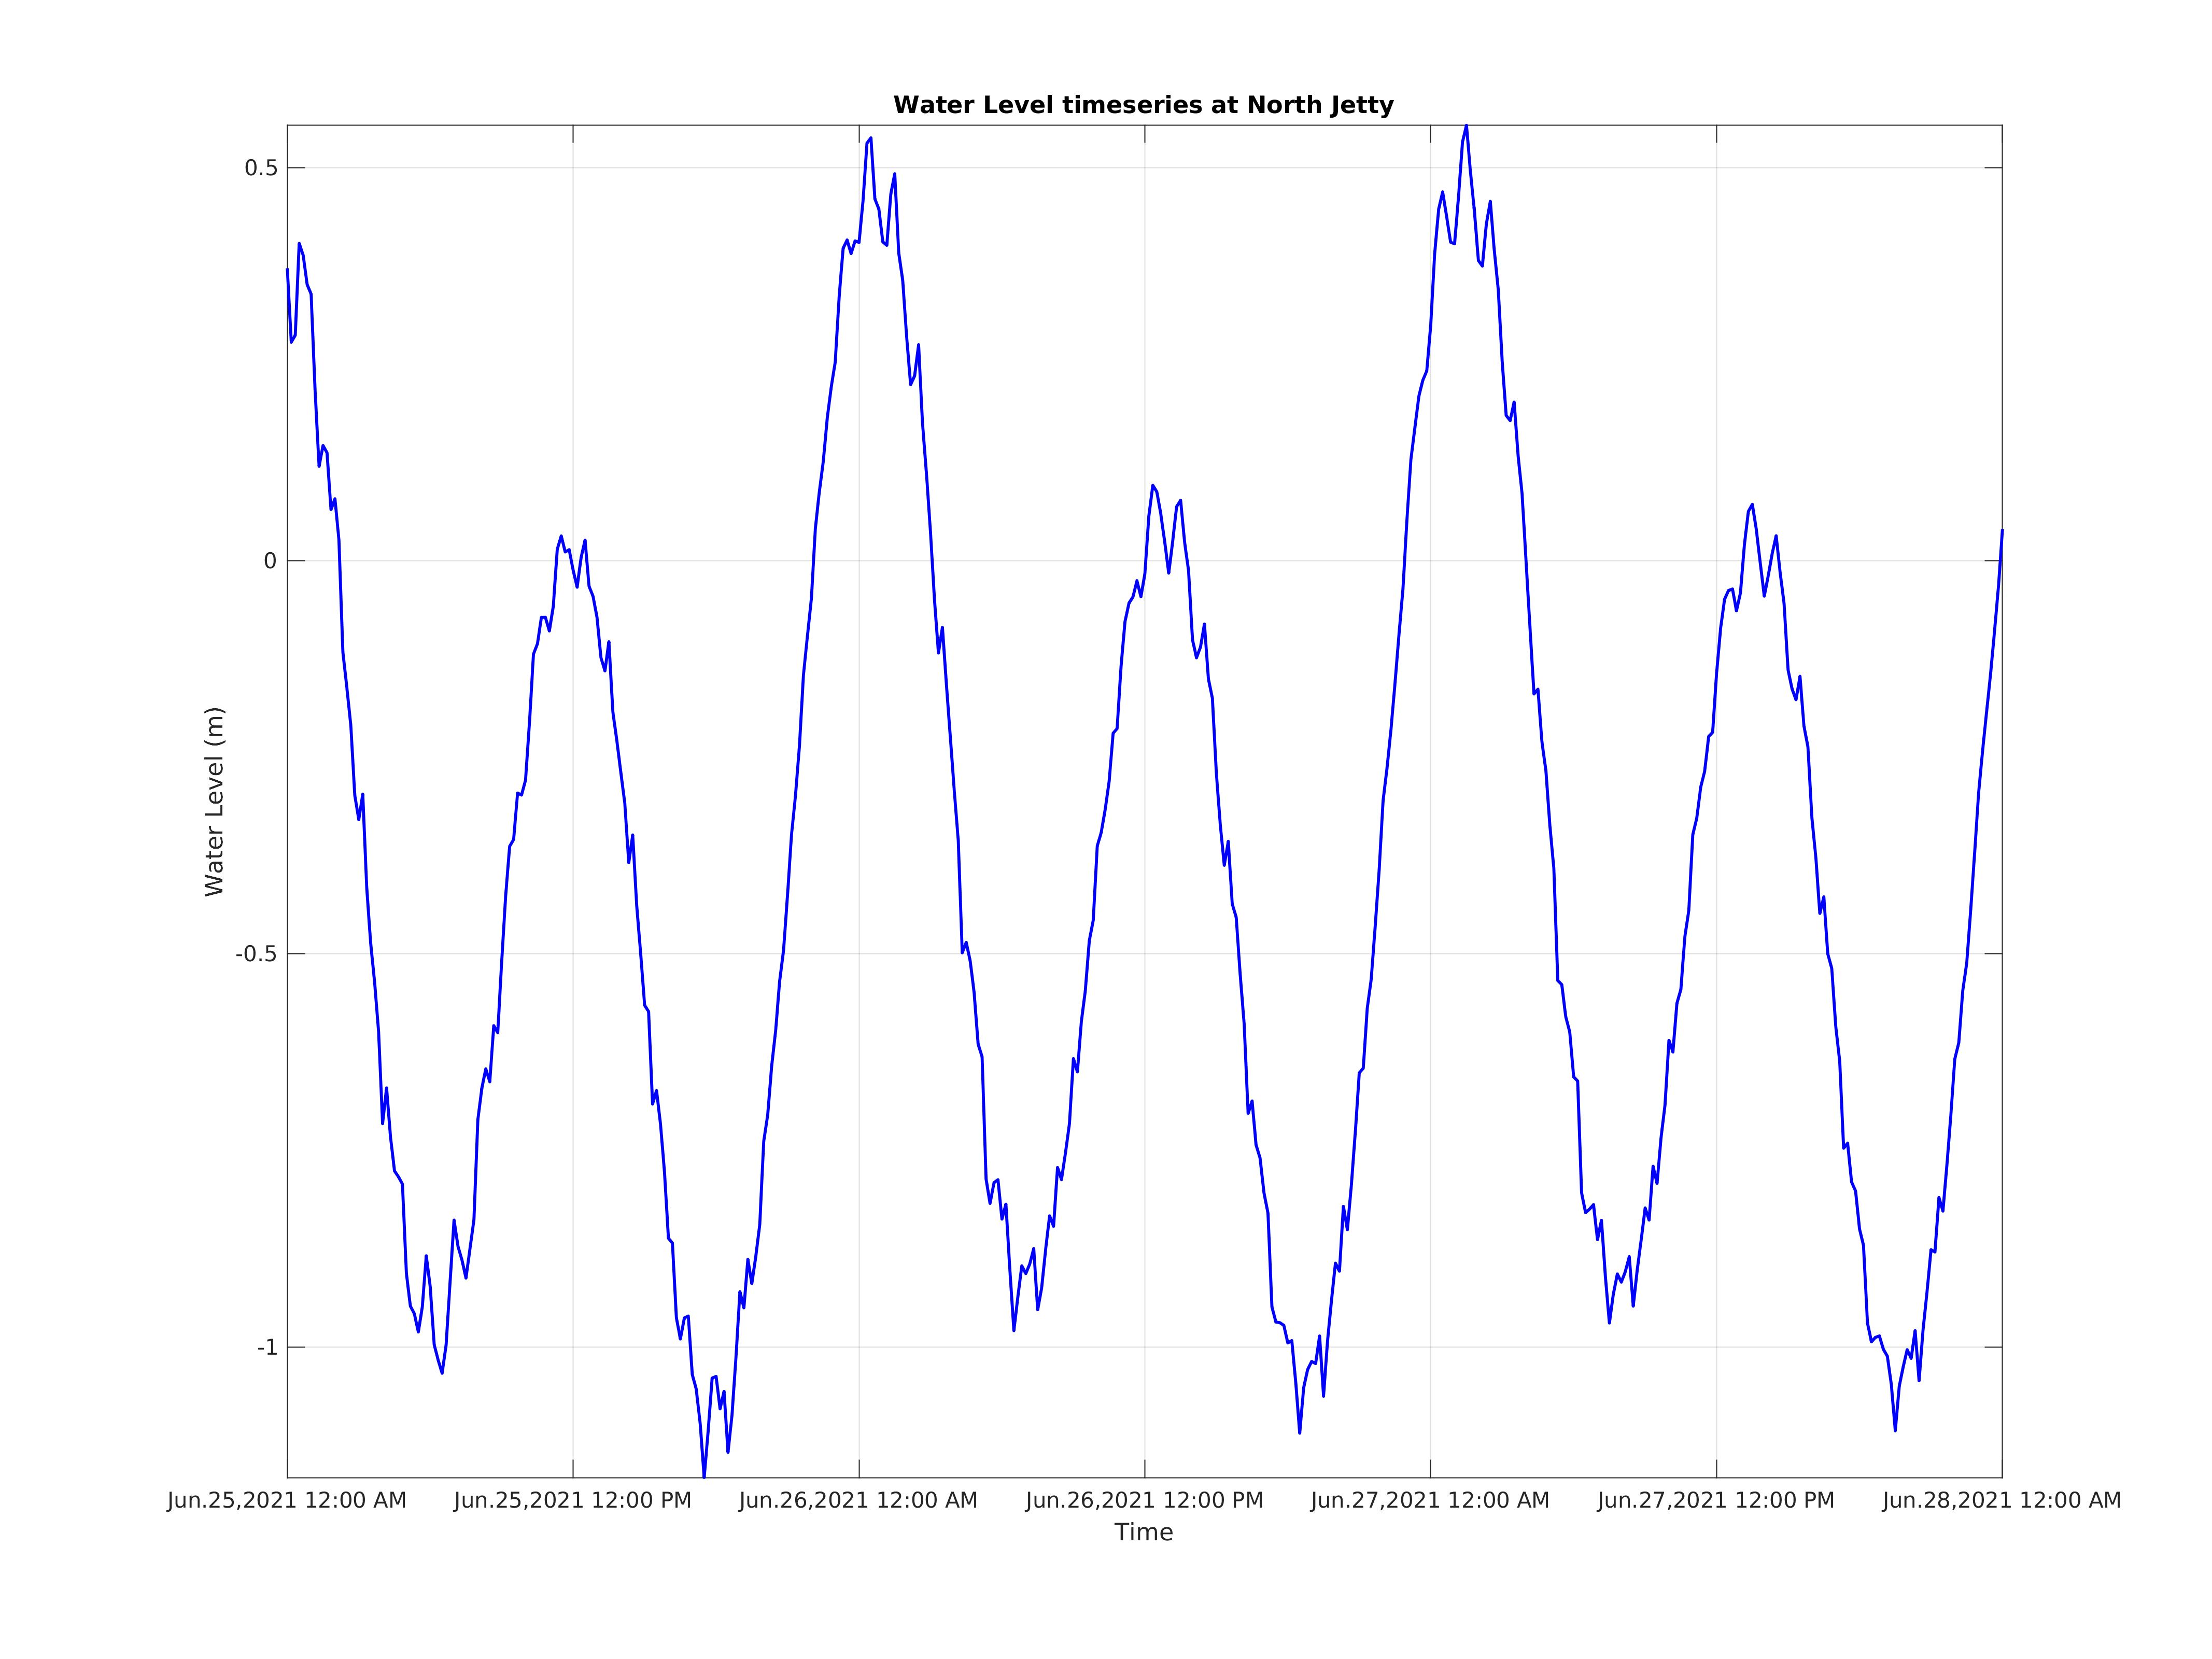 Water Level timeseries at North Jetty
0.5
0
-0.5
-1
Water Level (m)
Jun.25,2021 12:00 AM
Jun.25,2021 12:00 PM
Jun.26,2021 12:00 AM
Jun.26,2021 12:00 PM
Jun.27,2021 12:00 AM
Jun.27,2021 12:00 PM
Jun.28,2021 12:00 AM
Time